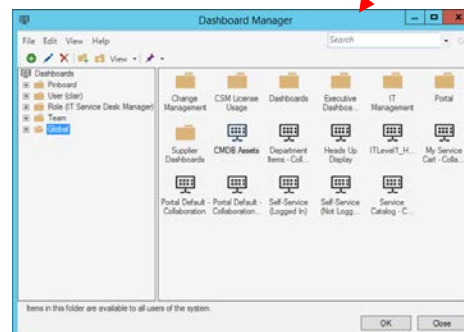 Dashboard Manager
File Edit View Help
Search
View
Dashboards
Pinboard
User (clair)
Role (IT Service Desk Manager)
Team
Global
Change Management
CSM License Usage
Dashboards
Executive Dashboa...
IT Management
Portal
Supplier Dashboards
CMDB Assets
Department Items - Coll...
Heads Up Display
ITLevel1_H...
My Service Cart - Colla...
Portal Default - Collaboration
Portal Default - Collaboration...
Self-Service (Logged In)
Self-Service (Not Logg...
Service Catalog - C...
Items in this folder are available to all users of the system.
OK Close